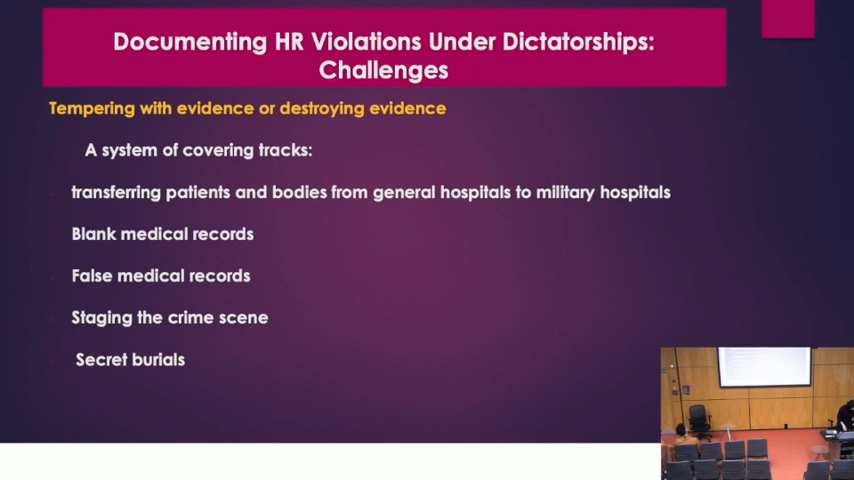 Documenting HR Violations Under Dictatorships:
Challenges
Tempering with evidence or destroying evidence
A system of covering tracks:
transferring patients and bodies from general hospitals to military hospitals
Blank medical records
False medical records
Staging the crime scene
Secret burials